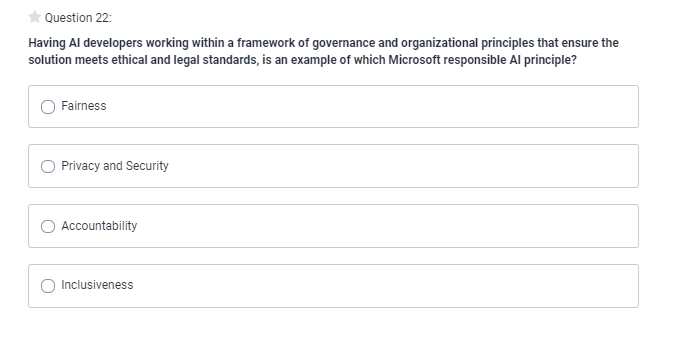 Question 22:
Having AI developers working within a framework of governance and organizational principles that ensure the
solution meets ethical and legal standards, is an example of which Microsoft responsible AI principle?
Fairness
Privacy and Security
Accountability
Inclusiveness